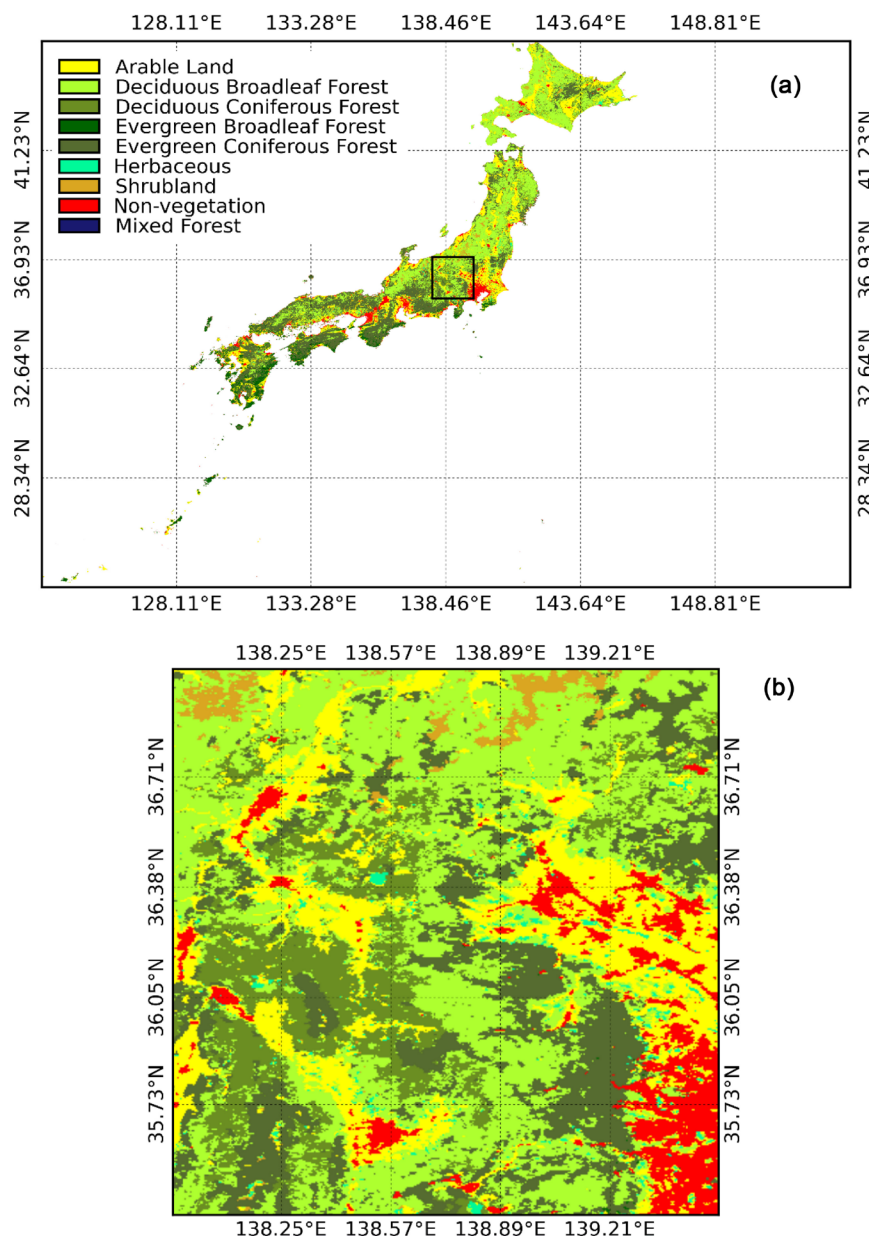 128.11°E 133.28°E 138.46°E 143.64°E 148.81°E
(a)
Arable Land
Deciduous Broadleaf Forest
Deciduous Coniferous Forest
Evergreen Broadleaf Forest
Evergreen Coniferous Forest
Herbaceous
Shrubland
Non-vegetation
Mixed Forest
41.23°N 41.23°N
36.93°N 36.93°N
32.64°N 32.64°N
28.34°N 28.34°N
128.11°E 133.28°E 138.46°E 143.64°E 148.81°E
138.25°E 138.57°E 138.89°E 139.21°E
(b)
36.71°N 36.71°N
36.38°N 36.38°N
36.05°N 36.05°N
35.73°N 35.73°N
138.25°E 138.57°E 138.89°E 139.21°E